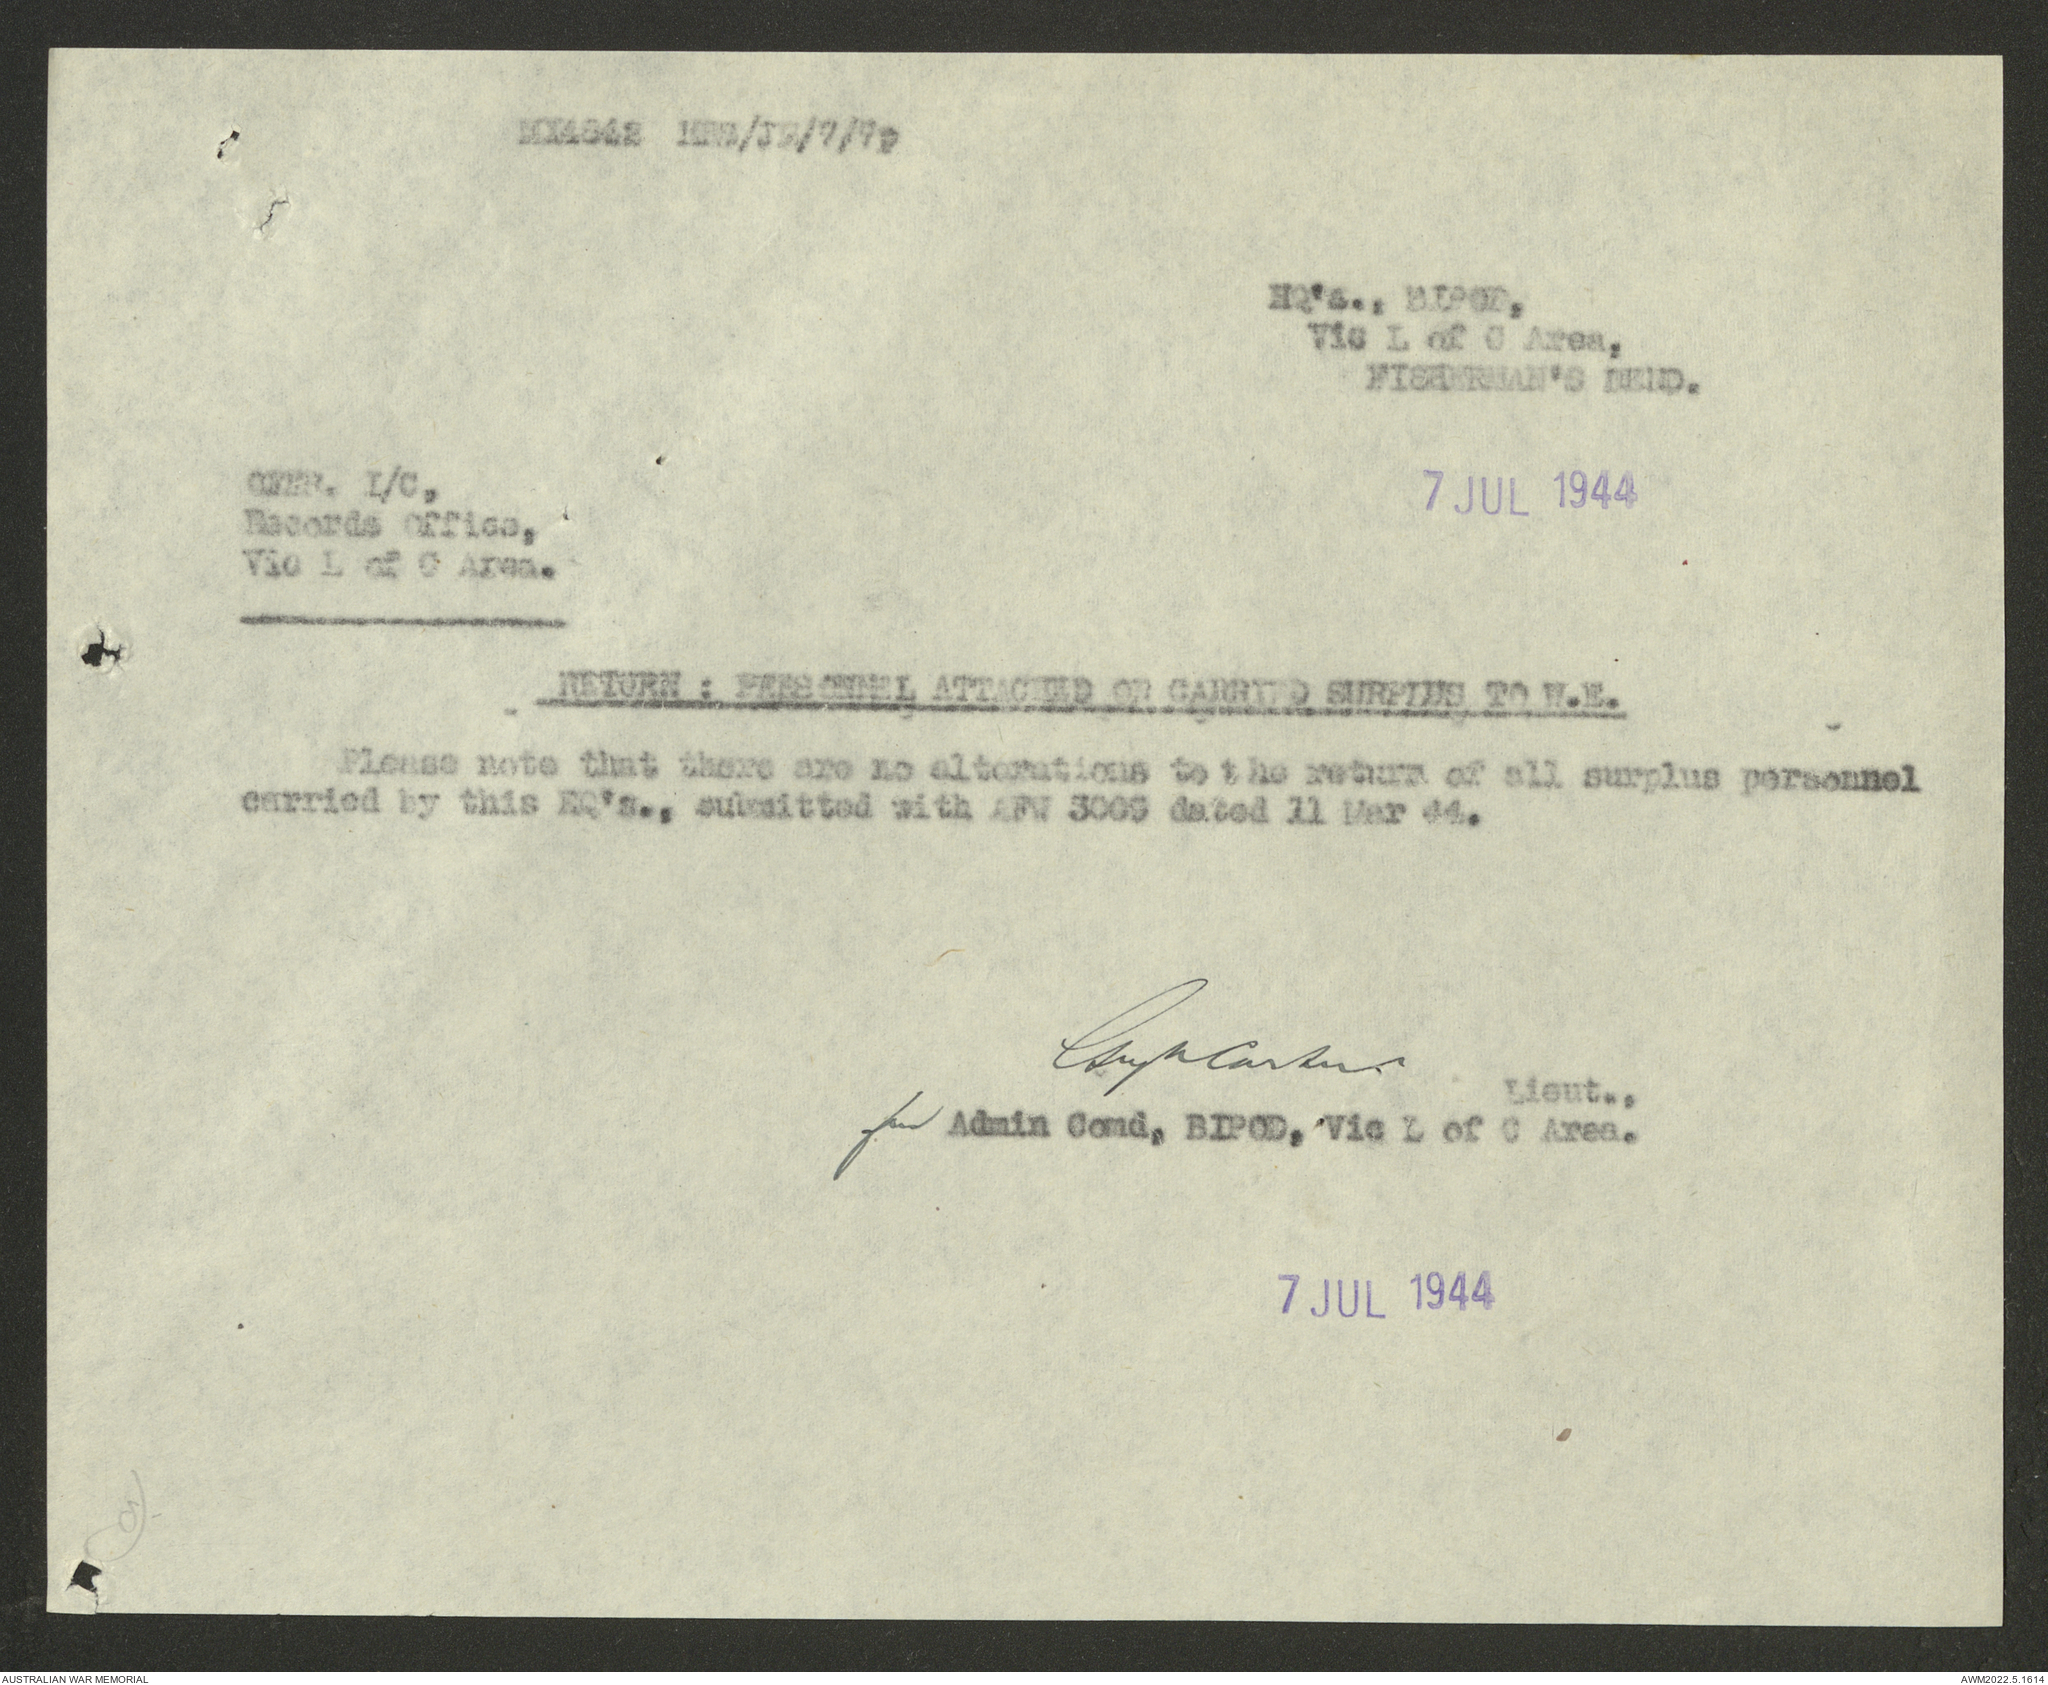 MX4842
HQ's., BIPOD,
Vic L of C Area,
FISHERMAN'S BEND.
7 JUL 1944
I/C,
Records Office,
Vic L of C Area.
RETURN : PERSONNEL ATTACHED OR CARRIED SURPLUS TO W.E.
Please note that there are no alterations to the return of all surplus personnel
carried by this HQ's., submitted with AFW 3009 dated 11 Mar 44.
Lieut.,
for Admin Comd, BIPOD, Vic L of C Area.
7 JUL 1944
AUSTRALIAN WAR MEMORIAL
AWM2022.5.1614